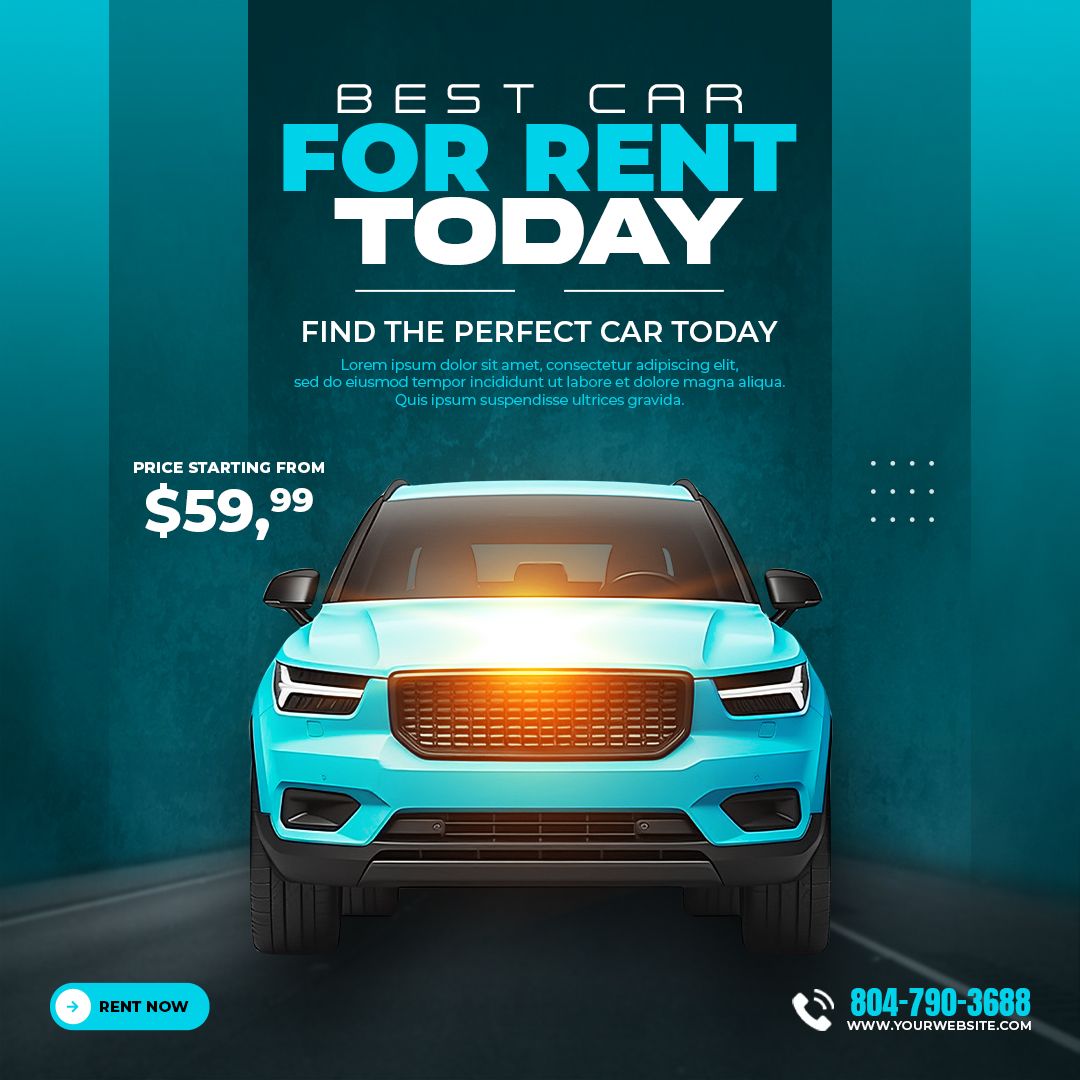 BEST CAR
FOR RENT
TODAY
FIND THE PERFECT CAR TODAY
Lorem ipsum dolor sit amet, consectetur adipiscing elit,
sed do eiusmod tempor incididunt ut labore et dolore magna aliqua.
Quis ipsum suspendisse ultrices gravida.
PRICE STARTING FROM
$59,99
RENT NOW
804-790-3688
WWW.YOURWEBSITE.COM